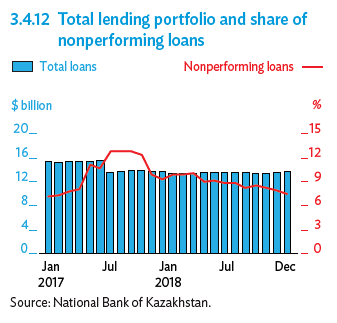 3.4.12 Total lending portfolio and share of
nonperforming loans
Total loans
Nonperforming loans
$ billion
%
20
15
16
12
12
9
8
6
4
3
0
0
Jan
Jul
Jan
Jul
Dec
2017
2018
Source: National Bank of Kazakhstan.